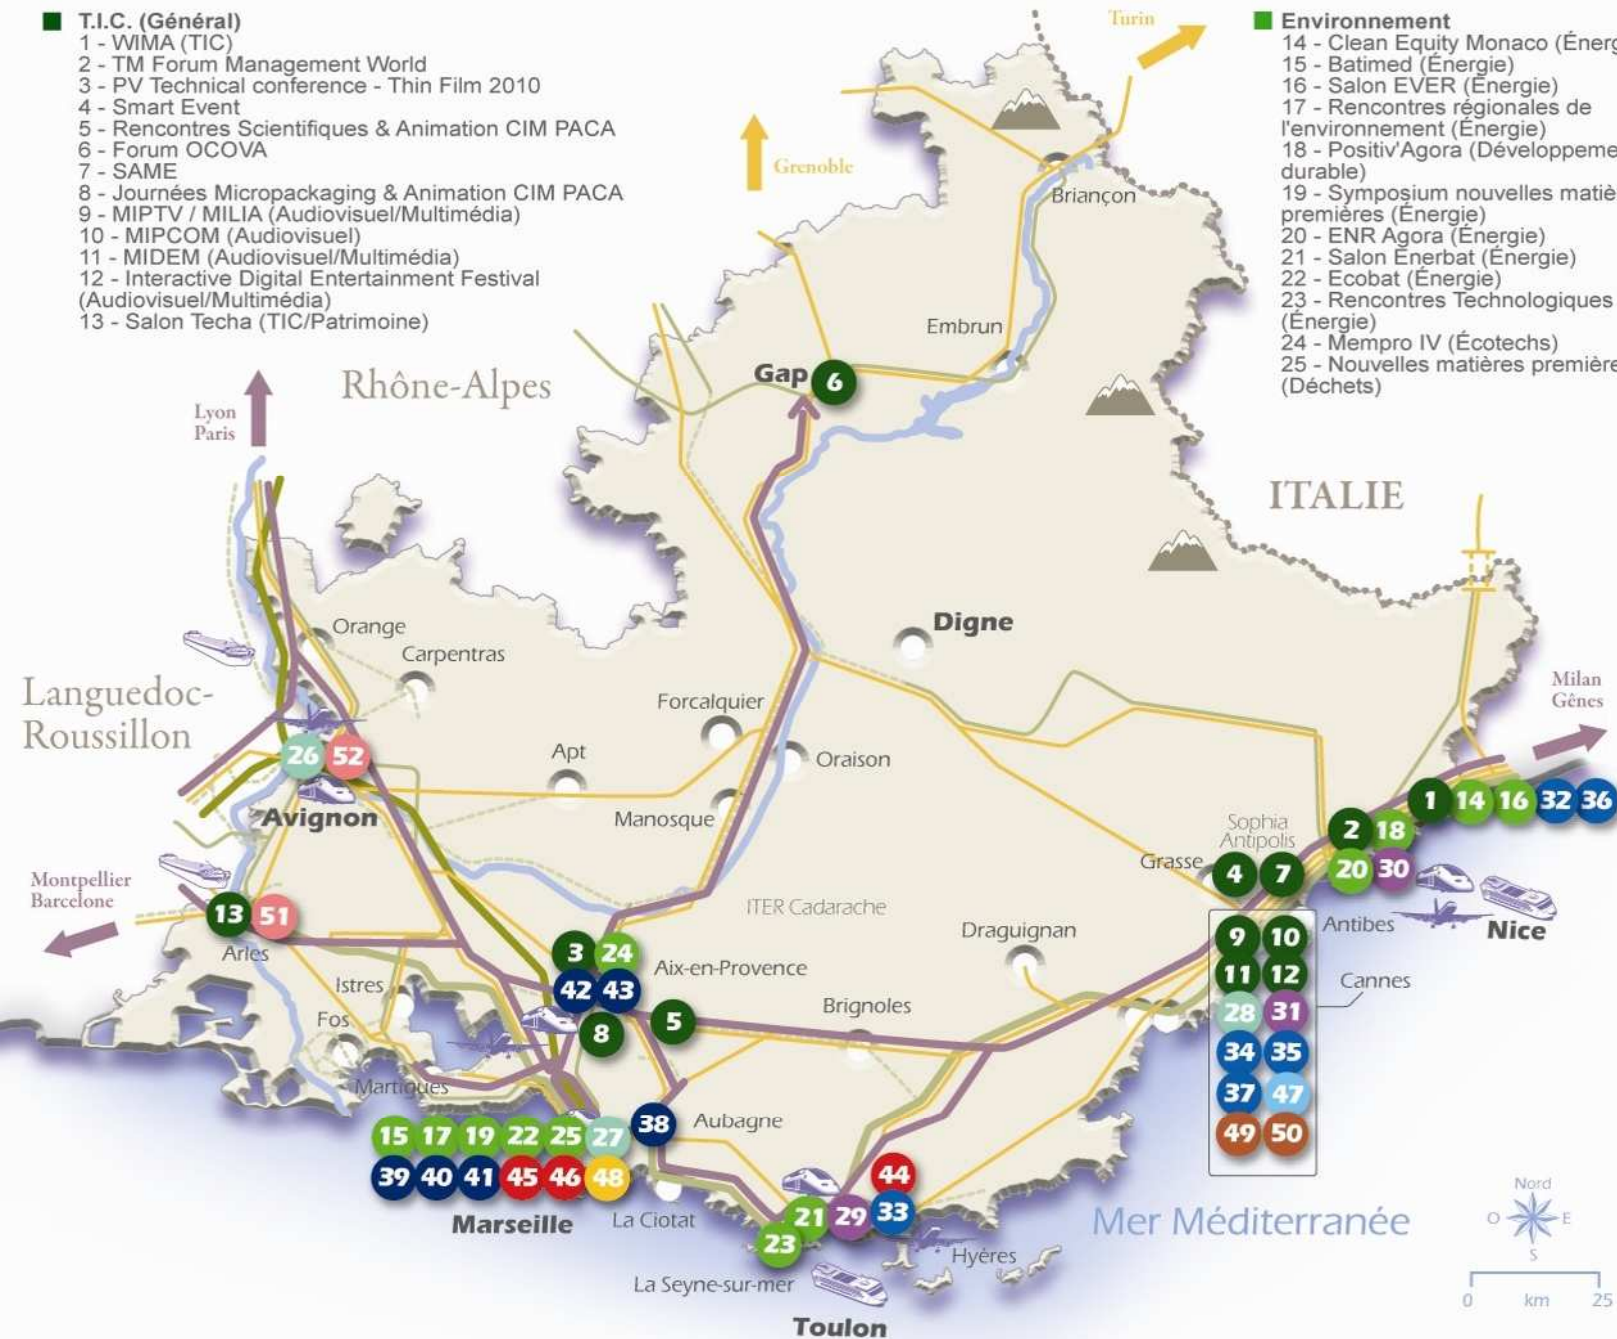 T.I.C. (Général)
1 - WIMA (TIC)
2 - TM Forum Management World
3 - PV Technical conference - Thin Film 2010
4 - Smart Event
5 - Rencontres Scientifiques & Animation CIM PACA
6 - Forum OCOVA
7 - SAME
8 - Journées Micropackaging & Animation CIM PACA
9 - MIPTV / MILIA (Audiovisuel/Multimédia)
10 - MIPCOM (Audiovisuel)
11 - MIDEM (Audiovisuel/Multimédia)
12 - Interactive Digital Entertainment Festival
(Audiovisuel/Multimédia)
13 - Salon Techa (TIC/Patrimoine)
Environnement
14 - Clean Equity Monaco (Énerg
15 - Batimed (Énergie)
16 - Salon EVER (Énergie)
17 - Rencontres régionales de
l'environnement (Énergie)
18 - Positiv'Agora (Développeme
durable)
19 - Symposium nouvelles matiè
premières (Énergie)
20 - ENR Agora (Énergie)
21 - Salon Enerbat (Énergie)
22 - Ecobat (Énergie)
23 - Rencontres Technologiques
(Énergie)
24 - Mempro IV (Écotechs)
25 - Nouvelles matières première
(Déchets)
Turin
Grenoble
Briançon
Embrun
Gap 6
Rhône-Alpes
Lyon
Paris
ITALIE
Orange
Carpentras
Digne
Languedoc-
Roussillon
Milan
Gênes
Forcalquier
26 52
Apt
Oraison
Avignon
Manosque
1 14 16 32 36
Sophia
Antipolis
2 18
Grasse
4 7
20 30
Montpellier
Barcelone
13 51
Arles
ITER Cadarache
Draguignan
Antibes
Nice
9 10
11 12
28 31
34 35
37 47
49 50
Cannes
3 24
42 43
Aix-en-Provence
8 5
Istres
Fos
Martigues
Brignoles
15 17 19 22 25 27 38
39 40 41 45 46 48
Aubagne
Marseille
La Ciotat
44
21 29 33
23
Hyères
La Seyne-sur-mer
Toulon
Mer Méditerranée
Nord
O E
S
0 km 25